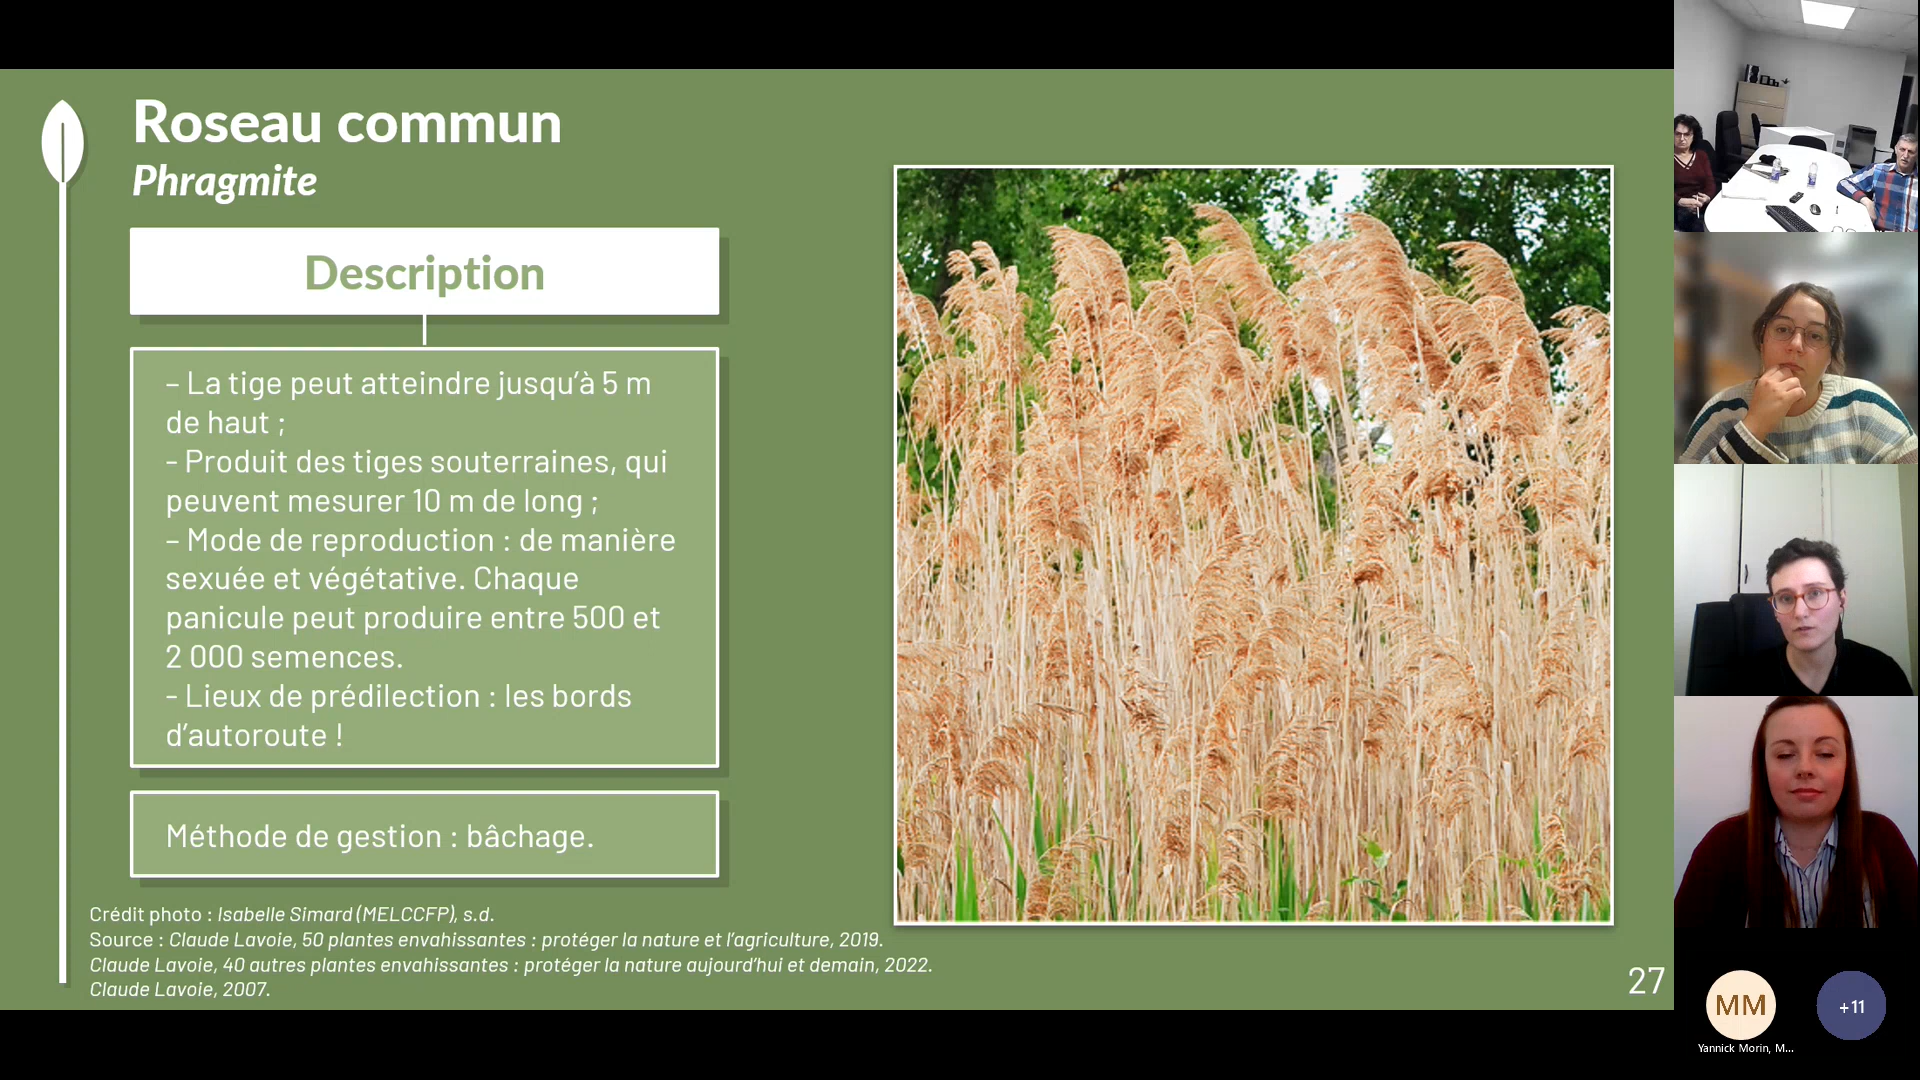 Roseau commun
Phragmite
Description
– La tige peut atteindre jusqu’à 5 m
de haut ;
- Produit des tiges souterraines, qui
peuvent mesurer 10 m de long ;
– Mode de reproduction : de manière
sexuée et végétative. Chaque
panicule peut produire entre 500 et
2 000 semences.
- Lieux de prédilection : les bords
d’autoroute !
Méthode de gestion : bâchage.
Crédit photo : Isabelle Simard (MELCCFP), s.d.
Source : Claude Lavoie, 50 plantes envahissantes : protéger la nature et l’agriculture, 2019.
Claude Lavoie, 40 autres plantes envahissantes : protéger la nature aujourd’hui et demain, 2022.
Claude Lavoie, 2007.
27
MM
+11
Yannick Morin, M...